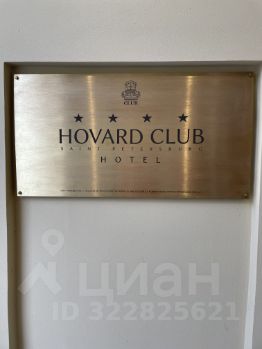 CLUB
★ ★ ★ ★
HOVARD CLUB
SAINT PETERSBURG
HOTEL
циан
ID 322825621